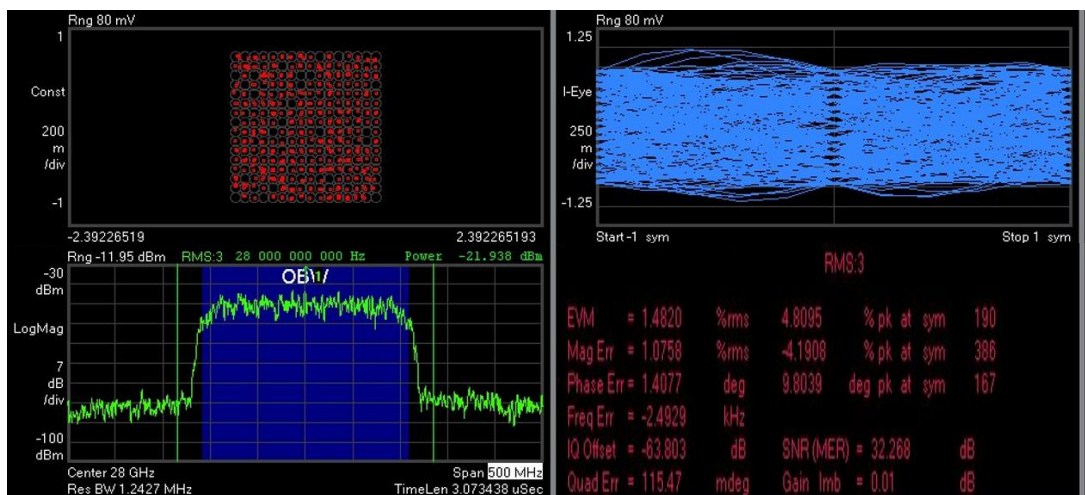 Rng 80 mV
1
Const
200
m
/div
-1
-2.39226519 2.392265193
Rng 80 mV
1.25
I-Eye
250
m
/div
-1.25
Start -1 sym Stop 1 sym
Rng -11.95 dBm RMS:3 28 000 000 000 Hz Power -21.938 dBm
-30
dBm
LogMag
7
dB
/div
-100
dBm
Center 28 GHz Span 500 MHz
Res BW 1.2427 MHz TimeLen 3.073438 uSec
RMS:3
EVM = 1.4820 %rms 4.8095 % pk at sym 190
Mag Err = 1.0758 %rms -4.1908 % pk at sym 386
Phase Err = 1.4077 deg 9.8039 deg pk at sym 167
Freq Err = -2.4929 kHz
IQ Offset = -63.803 dB SNR(MER) = 32.268 dB
Quad Err = 115.47 mdeg Gain Imb = 0.01 dB